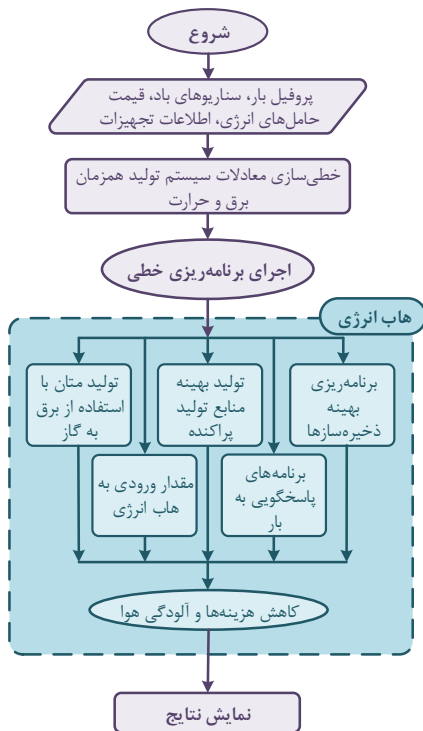 شروع
پروفیل بار، سناریوهای باد، قیمت
حامل‌های انرژی، اطلاعات تجهیزات
خطی‌سازی معادلات سیستم تولید همزمان
برق و حرارت
اجرای برنامه‌ریزی خطی
هاب انرژی
برنامه‌ریزی
بهینه
ذخیره‌سازها
تولید بهینه
منابع تولید
پراکنده
تولید متان با
استفاده از برق
به گاز
برنامه‌های
پاسخگویی به
بار
مقدار ورودی به
هاب انرژی
کاهش هزینه‌ها و آلودگی هوا
نمایش نتایج